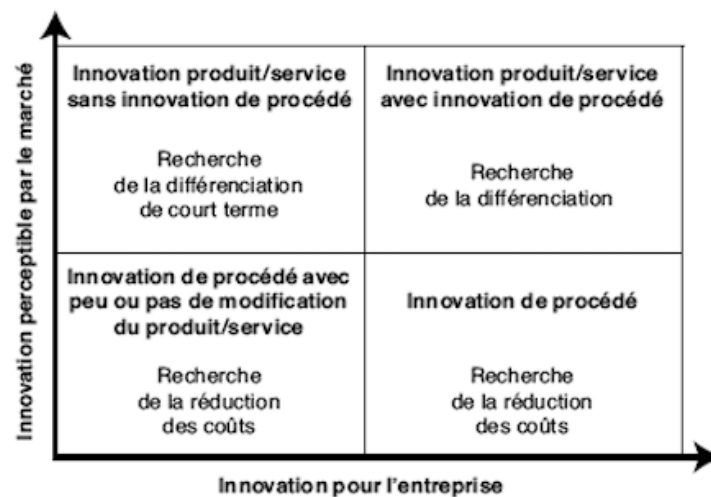 Innovation perceptible par le marché
Innovation produit/service
sans innovation de procédé
Recherche
de la différenciation
de court terme
Innovation produit/service
avec innovation de procédé
Recherche
de la différenciation
Innovation de procédé avec
peu ou pas de modification
du produit/service
Recherche
de la réduction
des coûts
Innovation de procédé
Recherche
de la réduction
des coûts
Innovation pour l'entreprise